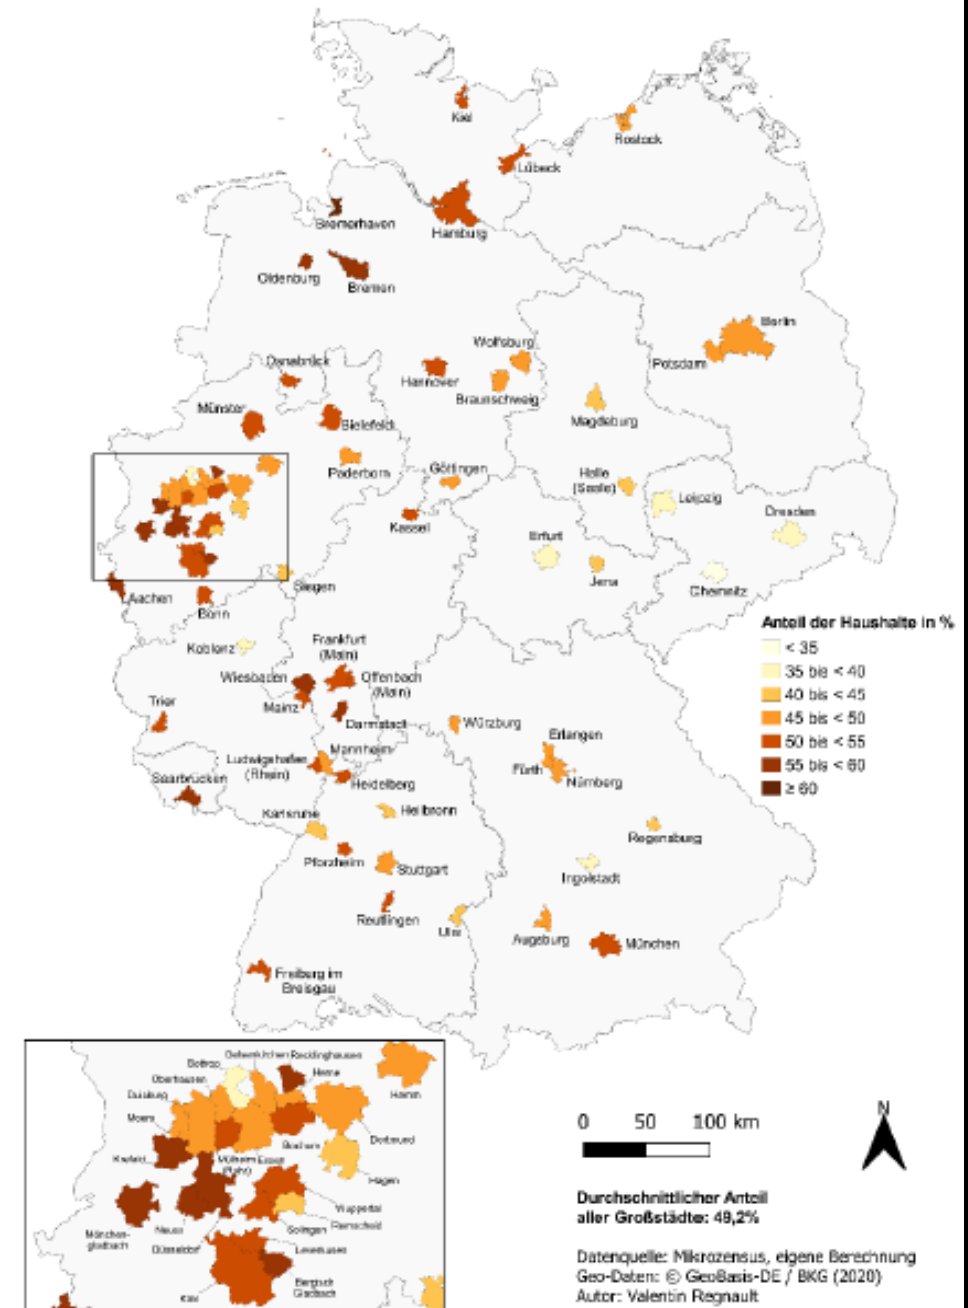 Kiel
Rostock
Lübeck
Bremerhaven
Hamburg
Oldenburg
Bremen
Berlin
Wolfsburg
Potsdam
Osnabrück
Hannover
Braunschweig
Münster
Bielefeld
Magdeburg
Paderborn
Göttingen
Halle
(Saale)
Leipzig
Dresden
Kassel
Erfurt
Jena
Chemnitz
Siegen
Aachen
Bonn
Anteil der Haushalte in %
< 35
35 bis < 40
40 bis < 45
45 bis < 50
50 bis < 55
55 bis < 60
≥ 60
Koblenz
Frankfurt
(Main)
Wiesbaden
Offenbach
(Main)
Mainz
Trier
Darmstadt
Würzburg
Erlangen
Mannheim
Ludwigshafen
(Rhein)
Fürth
Nürnberg
Saarbrücken
Heidelberg
Karlsruhe
Heilbronn
Regensburg
Pforzheim
Stuttgart
Ingolstadt
Reutlingen
Ulm
Augsburg
München
Freiburg im
Breisgau
Gelsenkirchen Recklinghausen
Bottrop
Herne
Oberhausen
Duisburg
Hamm
Moers
Dortmund
Bochum
Krefeld
Mülheim Essen
(Ruhr)
Hagen
Wuppertal
Remscheid
Solingen
Neuss
Mönchen-
gladbach
Düsseldorf
Leverkusen
Bergisch
Gladbach
Köln
0 50 100 km
N
Durchschnittlicher Anteil
aller Großstädte: 49,2%
Datenquelle: Mikrozensus, eigene Berechnung
Geo-Daten: © GeoBasis-DE / BKG (2020)
Autor: Valentin Regnault